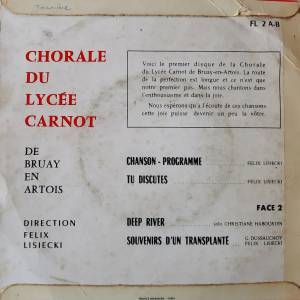 FL 2 A-B
CHORALE
DU
LYCÉE
CARNOT
Voici le premier disque de la Chorale
du Lycée Carnot de Bruay-en-Artois. La route
de la perfection est longue et ce n'est que
notre premier pas. Mais nous chantons dans
l'enthousiasme et dans la joie.
Nous espérons qu'à l'écoute de ces chansons
cette joie puisse devenir un peu la vôtre.
DE
BRUAY
EN
ARTOIS
CHANSON - PROGRAMME FELIX LISIECKI
TU DISCUTES FELIX LISIECKI
FACE 2
DIRECTION
FELIX
LISIECKI
DEEP RIVER solo CHRISTIANE HABOURDIN
SOUVENIRS D'UN TRANSPLANTÉ G. DUSSAUCHOY
FELIX LISIECKI